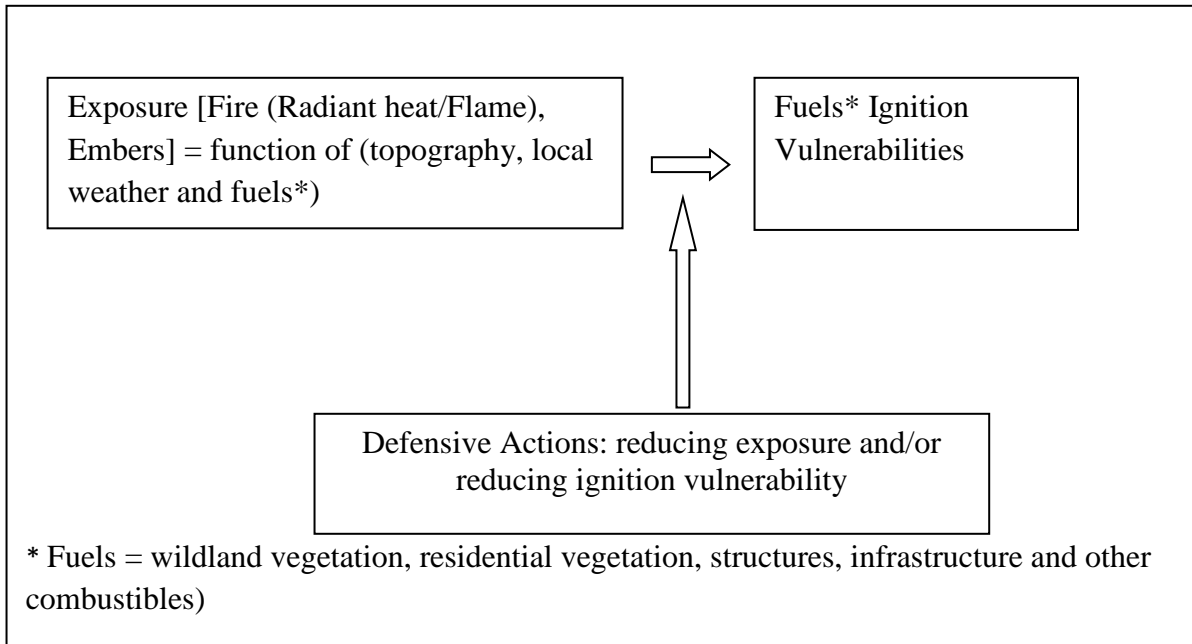 Exposure [Fire (Radiant heat/Flame),
Embers] = function of (topography, local
weather and fuels*)
Fuels* Ignition
Vulnerabilities
Defensive Actions: reducing exposure and/or
reducing ignition vulnerability
* Fuels = wildland vegetation, residential vegetation, structures, infrastructure and other
combustibles)